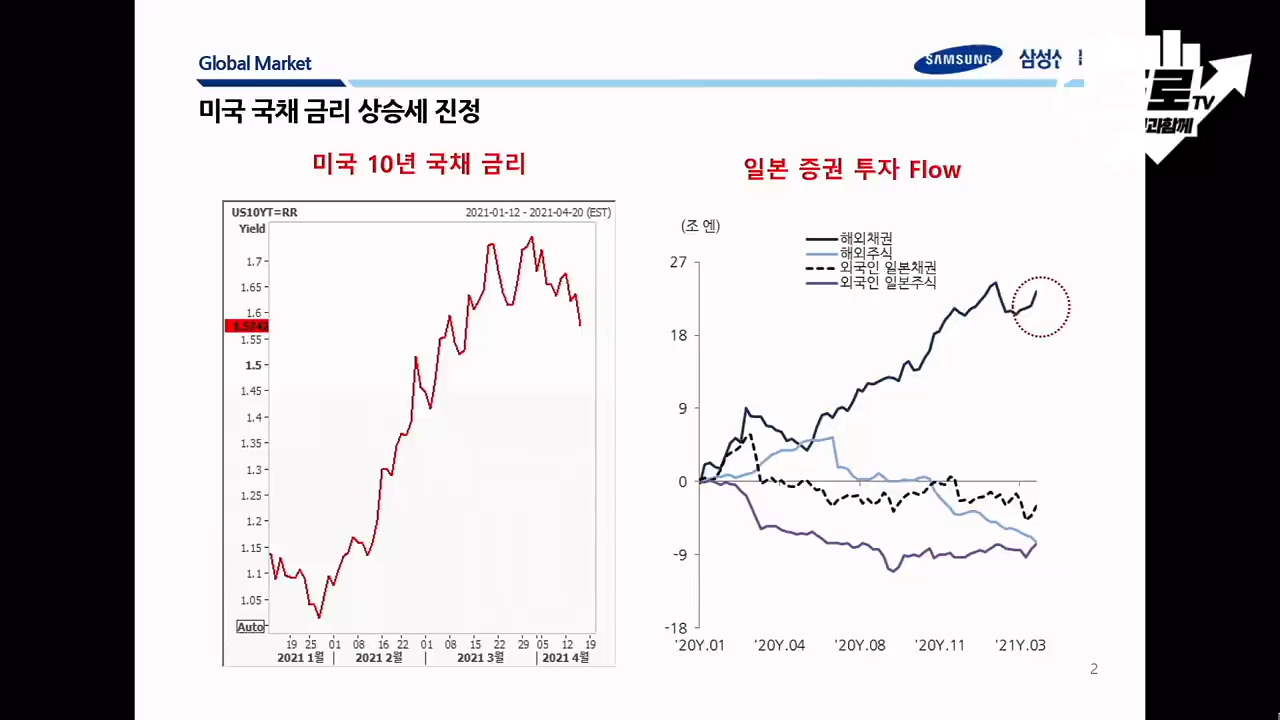 Global Market
SAMSUNG
미국 국채 금리 상승세 진정
TV
과함께
미국 10년 국채 금리
일본 증권 투자 Flow
US10YT=RR
2021-01-12 - 2021-04-20 (EST)
Yield
1.7
1.65
1.6
1.55
1.5
1.45
1.4
1.35
1.3
1.25
1.2
1.15
1.1
1.05
Auto
19 25 01 08 16 22 01 08 15 22 29 05 12 19
2021 1월 2021 2월 2021 3월 2021 4월
(조 엔)
해외채권
해외주식
외국인 일본채권
외국인 일본주식
27
18
9
0
-9
-18
'20Y.01 '20Y.04 '20Y.08 '20Y.11 '21Y.03
2